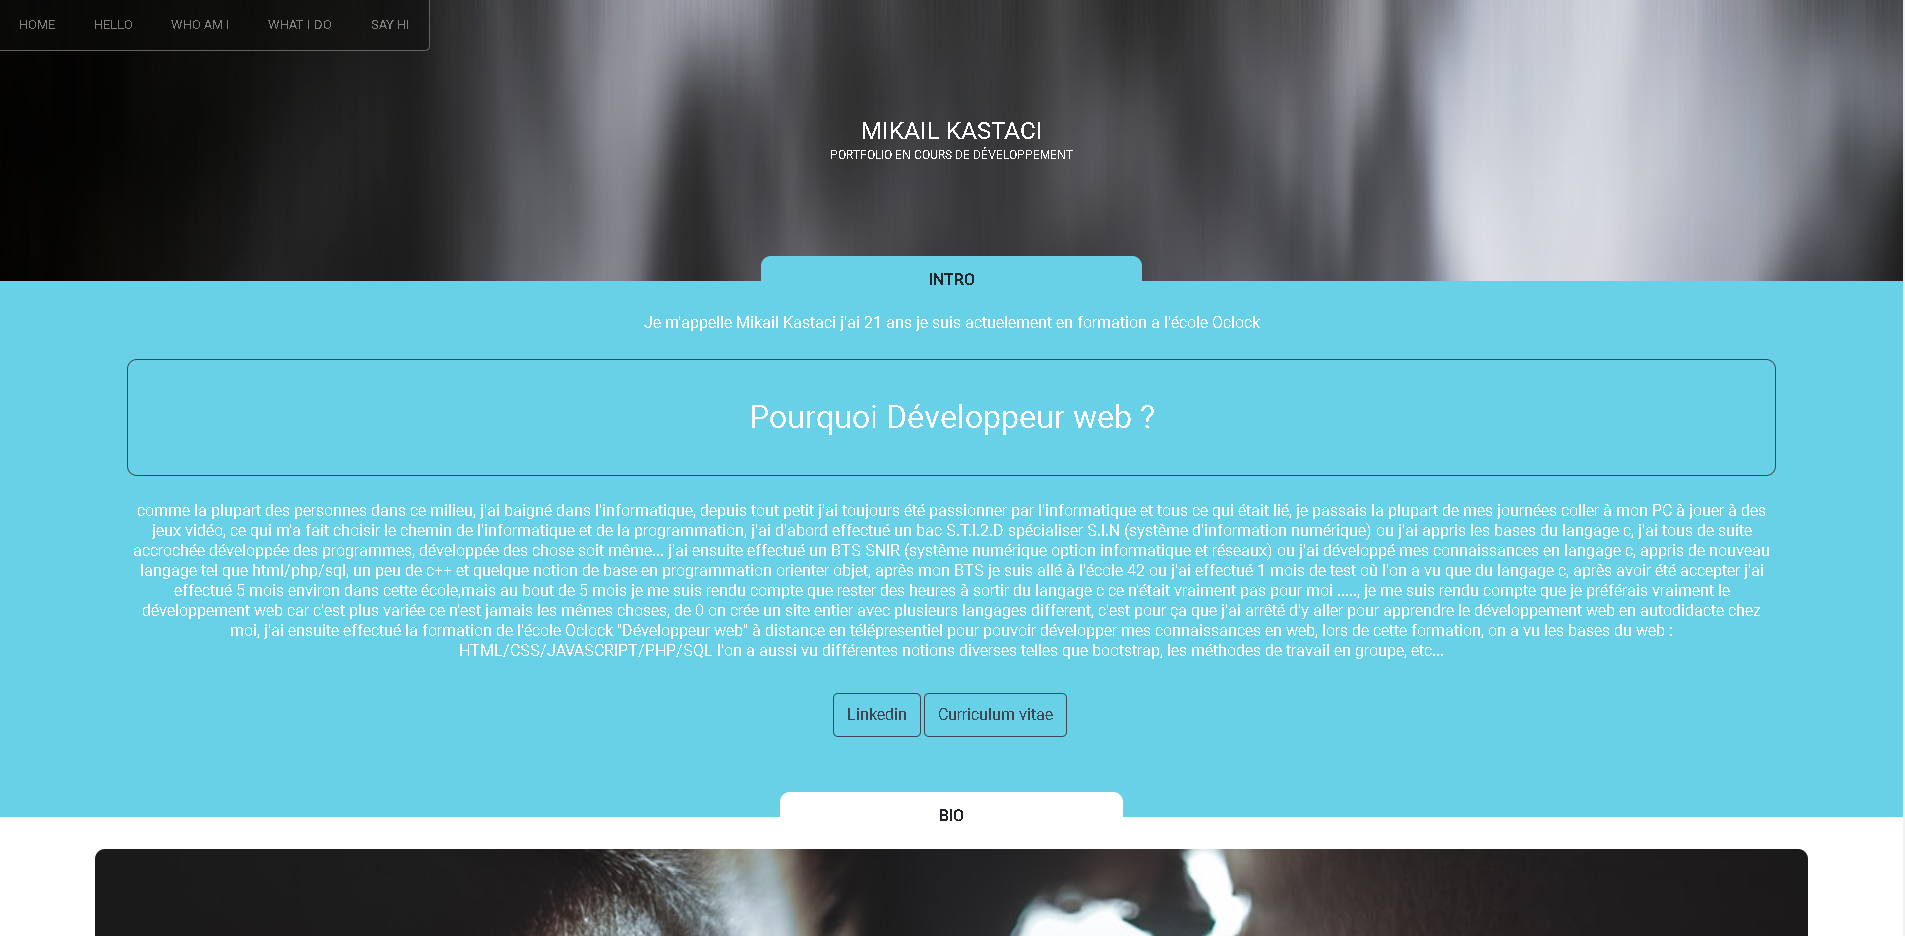 HOME HELLO WHO AM I WHAT I DO SAY HI
MIKAIL KASTACI
PORTFOLIO EN COURS DE DÉVELOPPEMENT
INTRO
Je m'appelle Mikail Kastaci j'ai 21 ans je suis actuelement en formation a l'école Oclock
Pourquoi Développeur web ?
comme la plupart des personnes dans ce milieu, j'ai baigné dans l'informatique, depuis tout petit j'ai toujours été passionner par l'informatique et tous ce qui était lié, je passais la plupart de mes journées coller à mon PC à jouer à des
jeux vidéo, ce qui m'a fait choisir le chemin de l'informatique et de la programmation, j'ai d'abord effectué un bac S.T.I.2.D spécialiser S.I.N (système d'information numérique) ou j'ai appris les bases du langage c, j'ai tous de suite
accrochée développée des programmes, développée des chose soit même... j'ai ensuite effectué un BTS SNIR (système numérique option informatique et réseaux) ou j'ai développé mes connaissances en langage c, appris de nouveau
langage tel que html/php/sql, un peu de c++ et quelque notion de base en programmation orienter objet, après mon BTS je suis allé à l'école 42 ou j'ai effectué 1 mois de test où l'on a vu que du langage c, après avoir été accepter j'ai
effectué 5 mois environ dans cette école,mais au bout de 5 mois je me suis rendu compte que rester des heures à sortir du langage c ce n'était vraiment pas pour moi ....., je me suis rendu compte que je préférais vraiment le
développement web car c'est plus variée ce n'est jamais les mêmes choses, de 0 on crée un site entier avec plusieurs langages different, c'est pour ça que j'ai arrêté d'y aller pour apprendre le développement web en autodidacte chez
moi, j'ai ensuite effectué la formation de l'école Oclock "Développeur web" à distance en télépresentiel pour pouvoir développer mes connaissances en web, lors de cette formation, on a vu les bases du web :
HTML/CSS/JAVASCRIPT/PHP/SQL l'on a aussi vu différentes notions diverses telles que bootstrap, les méthodes de travail en groupe, etc...
Linkedin Curriculum vitae
BIO